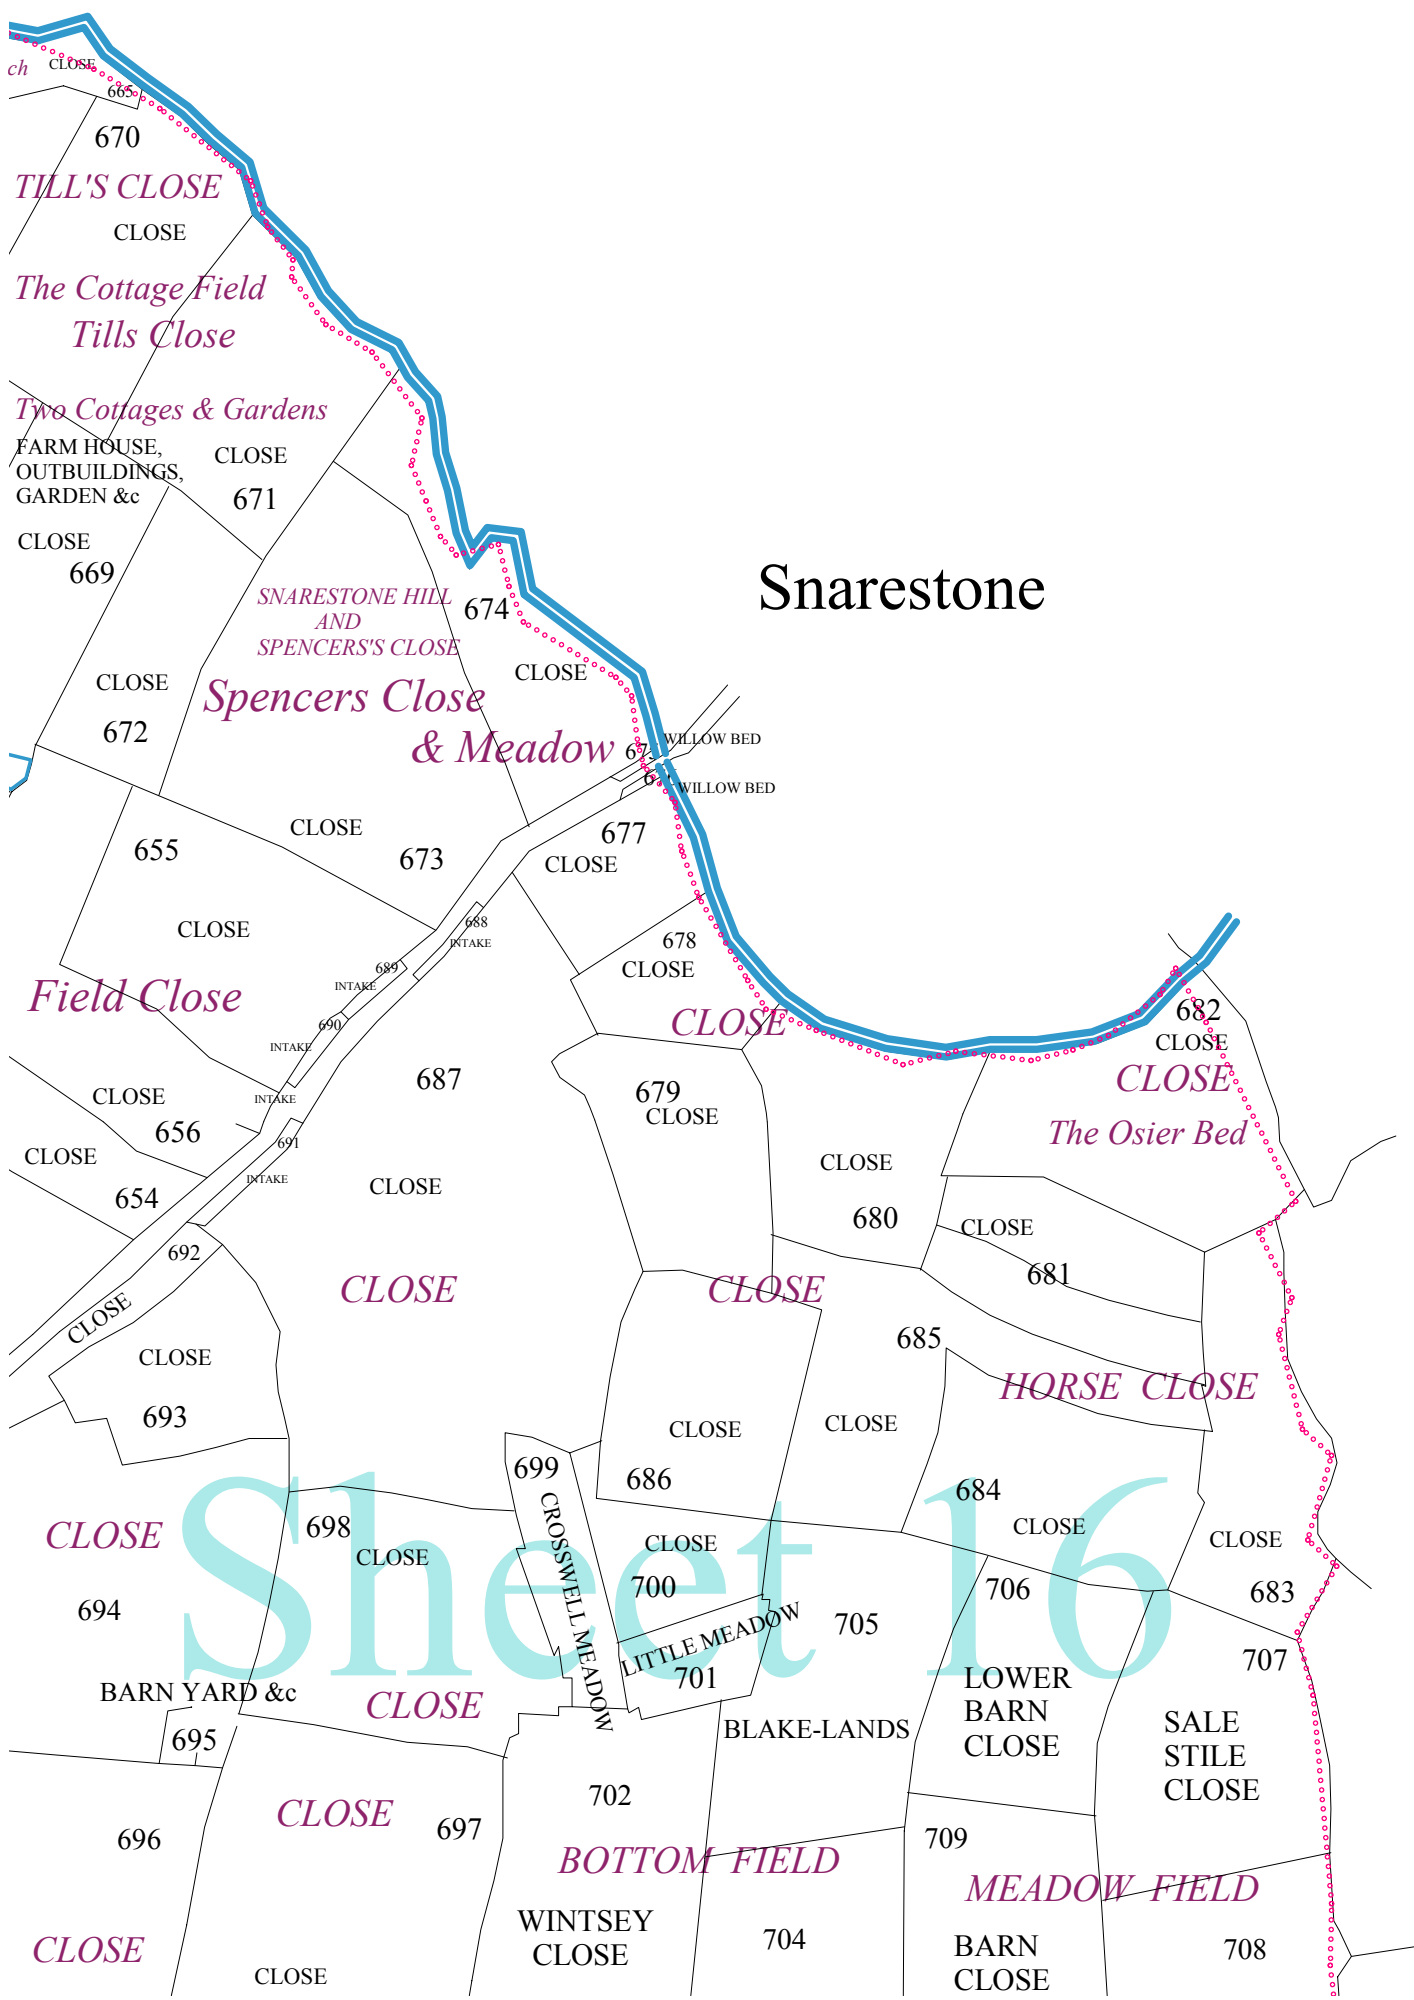 ch
CLOSE
665
670
TILL'S CLOSE
CLOSE
The Cottage Field
Tills Close
Two Cottages & Gardens
FARM HOUSE,
OUTBUILDINGS,
GARDEN &c
CLOSE
671
CLOSE
669
Snarestone
SNARESTONE HILL
AND
SPENCERS'S CLOSE
674
CLOSE
CLOSE
672
Spencers Close
& Meadow
WILLOW BED
WILLOW BED
CLOSE
673
677
CLOSE
655
CLOSE
688
INTAKE
678
CLOSE
689
INTAKE
Field Close
690
INTAKE
CLOSE
682
CLOSE
CLOSE
The Osier Bed
687
679
CLOSE
CLOSE
656
INTAKE
691
CLOSE
654
INTAKE
CLOSE
CLOSE
680
CLOSE
681
692
CLOSE
CLOSE
CLOSE
CLOSE
693
685
HORSE CLOSE
CLOSE
CLOSE
686
699
CROSSWELL MEADOW
684
CLOSE
CLOSE
683
CLOSE
694
698
CLOSE
CLOSE
700
LITTLE MEADOW
701
705
706
Sheet 16
707
BARN YARD &c
695
CLOSE
LOWER
BARN
CLOSE
BLAKE-LANDS
SALE
STILE
CLOSE
702
CLOSE
697
696
709
BOTTOM FIELD
MEADOW FIELD
WINTSEY
CLOSE
704
BARN
CLOSE
708
CLOSE
CLOSE